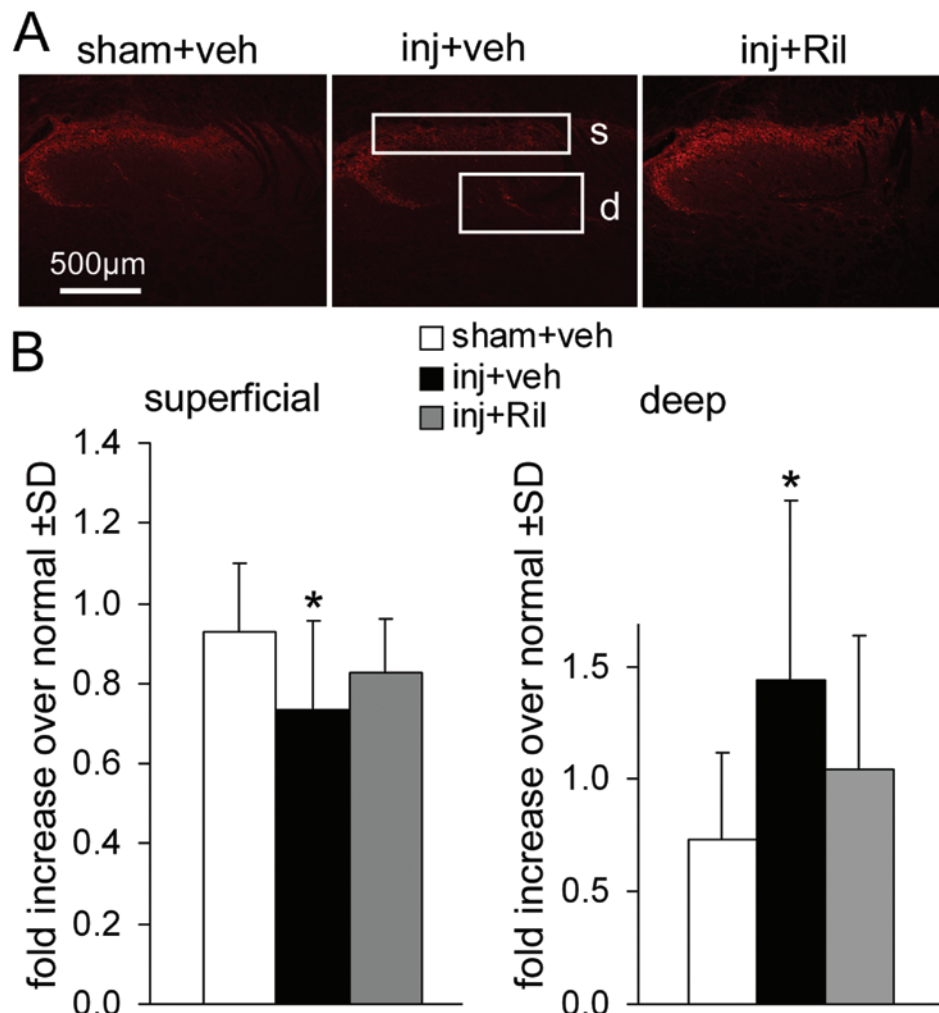 A
sham+veh
inj+veh
inj+Ril
s
d
500µm
B
sham+veh
inj+veh
inj+Ril
superficial
fold increase over normal ±SD
1.4
1.2
1.0
0.8
0.6
0.4
0.2
0.0
*
deep
fold increase over normal ±SD
1.5
1.0
0.5
0.0
*